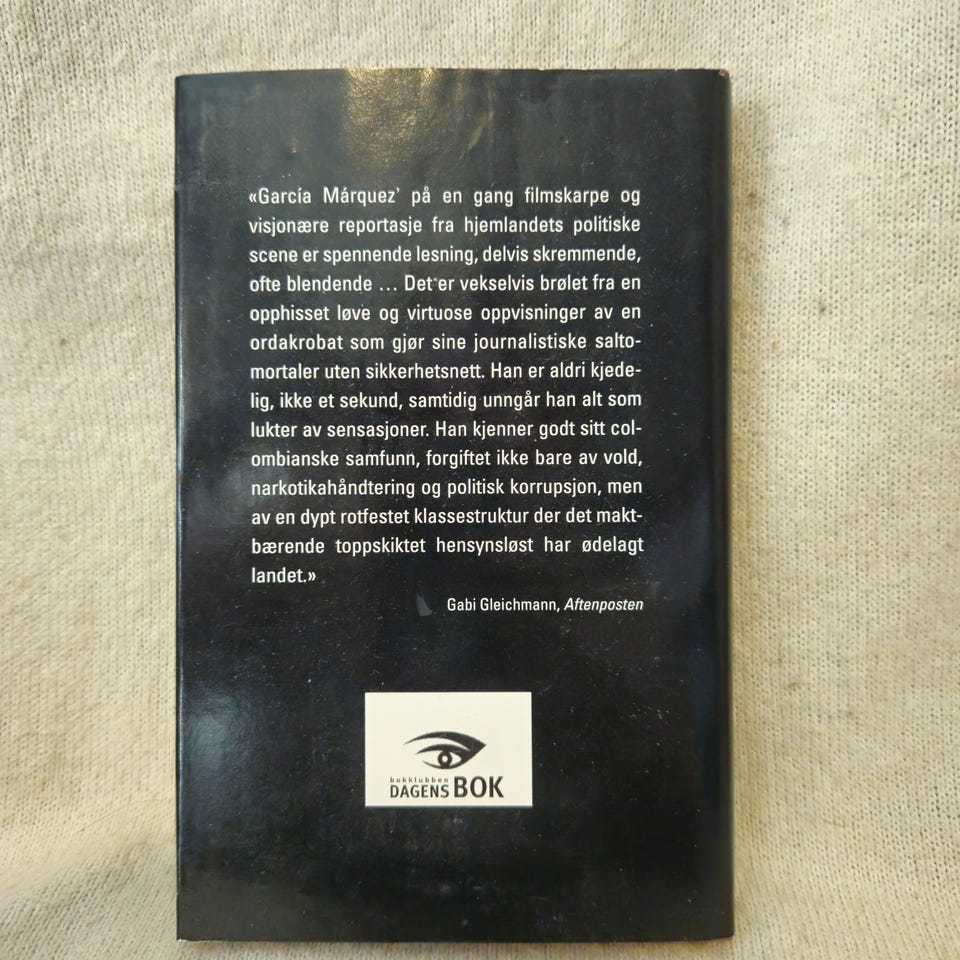 «García Márquez' på en gang filmskarpe og
visjonære reportasje fra hjemlandets politiske
scene er spennende lesning, delvis skremmende,
ofte blendende ... Det er vekselvis brølet fra en
opphisset løve og virtuose oppvisninger av en
ordakrobat som gjør sine journalistiske salto-
mortaler uten sikkerhetsnett. Han er aldri kjede-
lig, ikke et sekund, samtidig unngår han alt som
lukter av sensasjoner. Han kjenner godt sitt col-
ombianske samfunn, forgiftet ikke bare av vold,
narkotikahåndtering og politisk korrupsjon, men
av en dypt rotfestet klassestruktur der det makt-
bærende toppskiktet hensynsløst har ødelagt
landet.»
Gabi Gleichmann, Aftenposten
bokklubben
DAGENS BOK